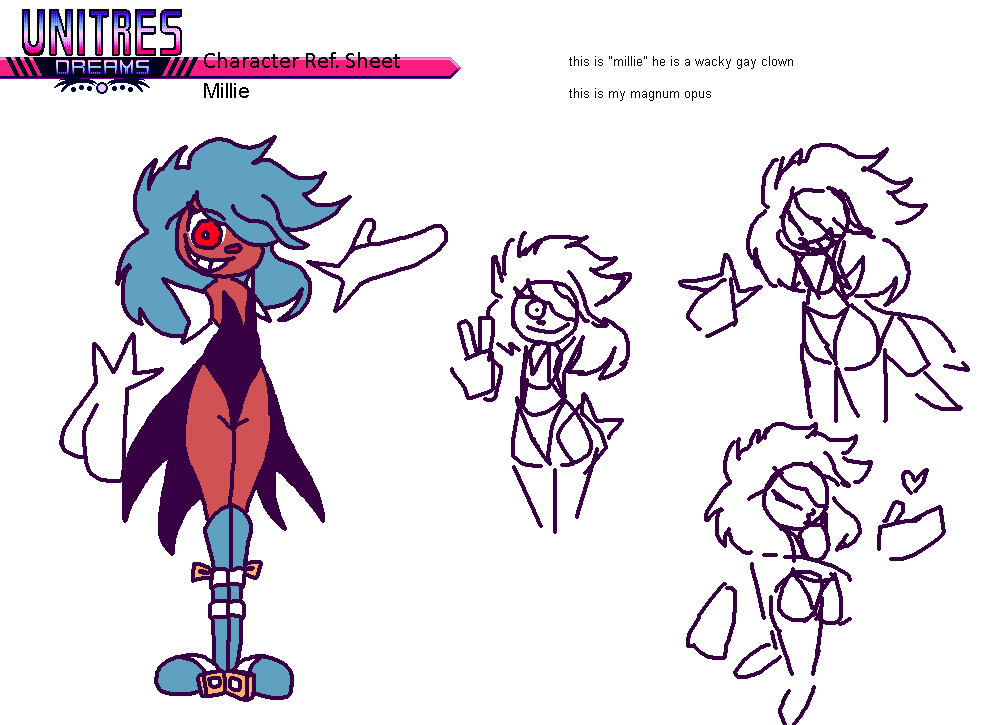 UNITRES
DREAMS
Character Ref. Sheet
Millie
this is "millie" he is a wacky gay clown
this is my magnum opus